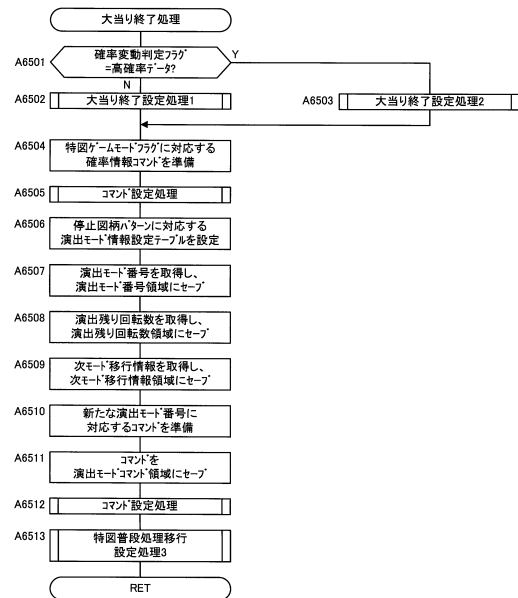 大当り終了処理
A6501
確率変動判定フラグ
=高確率データ?
Y
N
A6502
大当り終了設定処理1
A6503
大当り終了設定処理2
A6504
特図ゲームモードフラグに対応する
確率情報コマンドを準備
A6505
コマンド設定処理
A6506
停止図柄パターンに対応する
演出モード情報設定テーブルを設定
A6507
演出モード番号を取得し、
演出モード番号領域にセーブ
A6508
演出残り回転数を取得し、
演出残り回転数領域にセーブ
A6509
次モード移行情報を取得し、
次モード移行情報領域にセーブ
A6510
新たな演出モード番号に
対応するコマンドを準備
A6511
コマンドを
演出モードコマンド領域にセーブ
A6512
コマンド設定処理
A6513
特図普段処理移行
設定処理3
RET